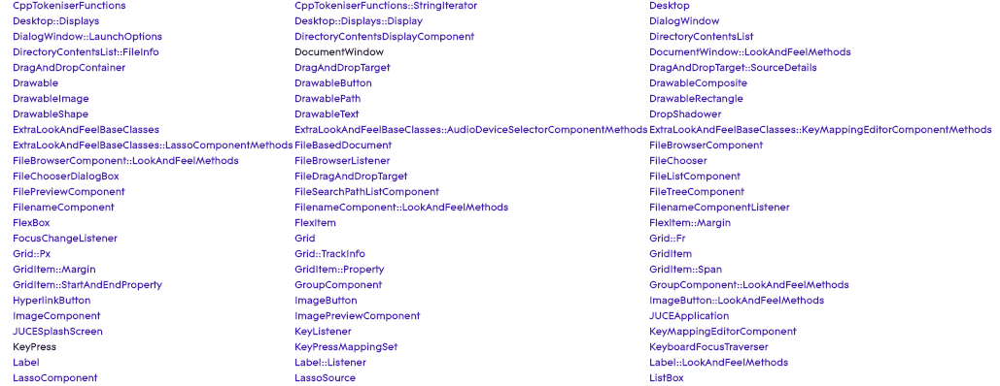 CppTokeniserFunctions CppTokeniserFunctions::StringIterator Desktop
Desktop::Displays Desktop::Displays::Display DialogWindow
DialogWindow::LaunchOptions DirectoryContentsDisplayComponent DirectoryContentsList
DirectoryContentsList::FileInfo DocumentWindow DocumentWindow::LookAndFeelMethods
DragAndDropContainer DragAndDropTarget DragAndDropTarget::SourceDetails
Drawable DrawableButton DrawableComposite
DrawableImage DrawablePath DrawableRectangle
DrawableShape DrawableText DropShadower
ExtraLookAndFeelBaseClasses ExtraLookAndFeelBaseClasses::AudioDeviceSelectorComponentMethods ExtraLookAndFeelBaseClasses::KeyMappingEditorComponentMethods
ExtraLookAndFeelBaseClasses::LassoComponentMethods FileBasedDocument FileBrowserComponent
FileBrowserComponent::LookAndFeelMethods FileBrowserListener FileChooser
FileChooserDialogBox FileDragAndDropTarget FileListComponent
FilePreviewComponent FileSearchPathListComponent FileTreeComponent
FilenameComponent FilenameComponent::LookAndFeelMethods FilenameComponentListener
FlexBox FlexItem FlexItem::Margin
FocusChangeListener Grid Grid::Fr
Grid::Px Grid::TrackInfo GridItem
GridItem::Margin GridItem::Property GridItem::Span
GridItem::StartAndEndProperty GroupComponent GroupComponent::LookAndFeelMethods
HyperlinkButton ImageButton ImageButton::LookAndFeelMethods
ImageComponent ImagePreviewComponent JUCEApplication
JUCESplashScreen KeyListener KeyMappingEditorComponent
KeyPress KeyPressMappingSet KeyboardFocusTraverser
Label Label::Listener Label::LookAndFeelMethods
LassoComponent LassoSource ListBox